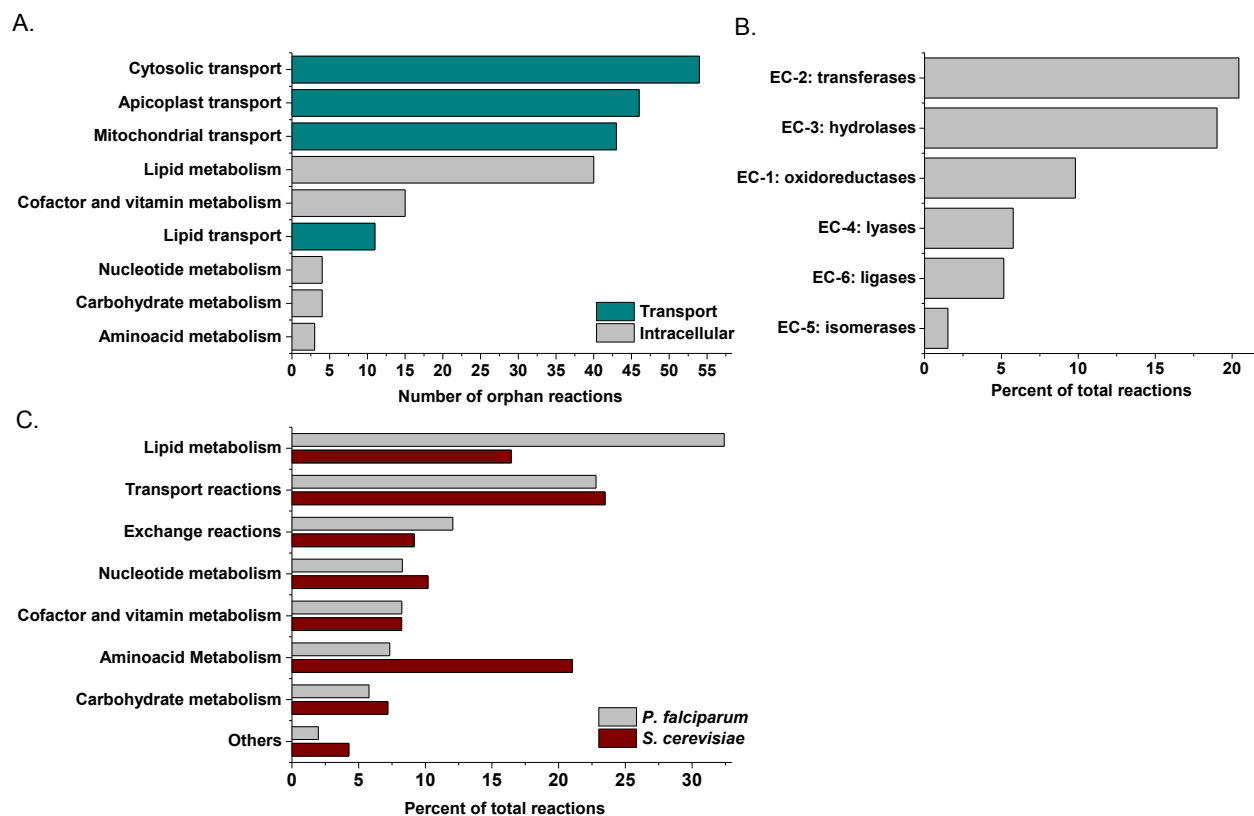 A.
Cytosolic transport
Apicoplast transport
Mitochondrial transport
Lipid metabolism
Cofactor and vitamin metabolism
Lipid transport
Nucleotide metabolism
Carbohydrate metabolism
Aminoacid metabolism
Transport
Intracellular
0 5 10 15 20 25 30 35 40 45 50 55
Number of orphan reactions
B.
EC-2: transferases
EC-3: hydrolases
EC-1: oxidoreductases
EC-4: lyases
EC-6: ligases
EC-5: isomerases
0 5 10 15 20
Percent of total reactions
C.
Lipid metabolism
Transport reactions
Exchange reactions
Nucleotide metabolism
Cofactor and vitamin metabolism
Aminoacid Metabolism
Carbohydrate metabolism
Others
P. falciparum
S. cerevisiae
0 5 10 15 20 25 30
Percent of total reactions